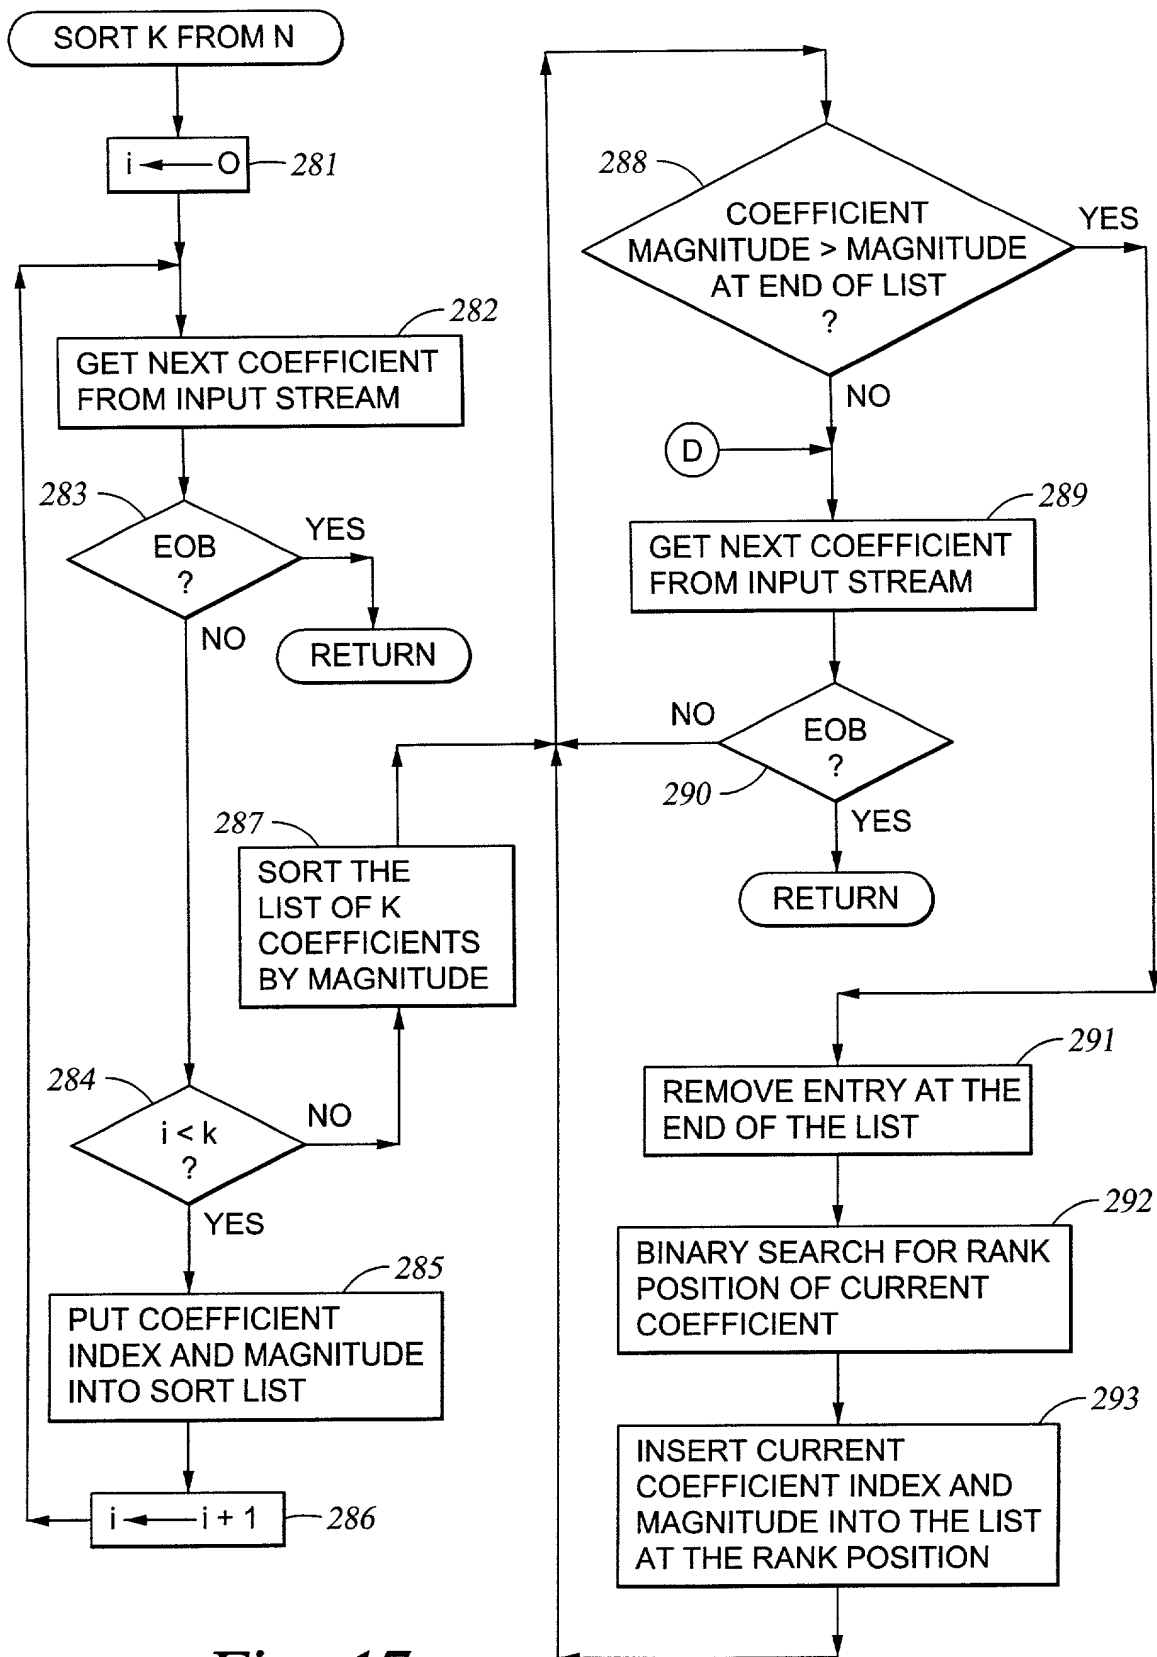 SORT K FROM N
i ← O
281
282
GET NEXT COEFFICIENT
FROM INPUT STREAM
283
EOB
?
YES
NO
RETURN
287
SORT THE
LIST OF K
COEFFICIENTS
BY MAGNITUDE
284
i < k
?
NO
YES
285
PUT COEFFICIENT
INDEX AND MAGNITUDE
INTO SORT LIST
i ← i + 1
286
288
COEFFICIENT
MAGNITUDE > MAGNITUDE
AT END OF LIST
?
YES
NO
D
289
GET NEXT COEFFICIENT
FROM INPUT STREAM
NO
EOB
?
290
YES
RETURN
291
REMOVE ENTRY AT THE
END OF THE LIST
292
BINARY SEARCH FOR RANK
POSITION OF CURRENT
COEFFICIENT
293
INSERT CURRENT
COEFFICIENT INDEX AND
MAGNITUDE INTO THE LIST
AT THE RANK POSITION